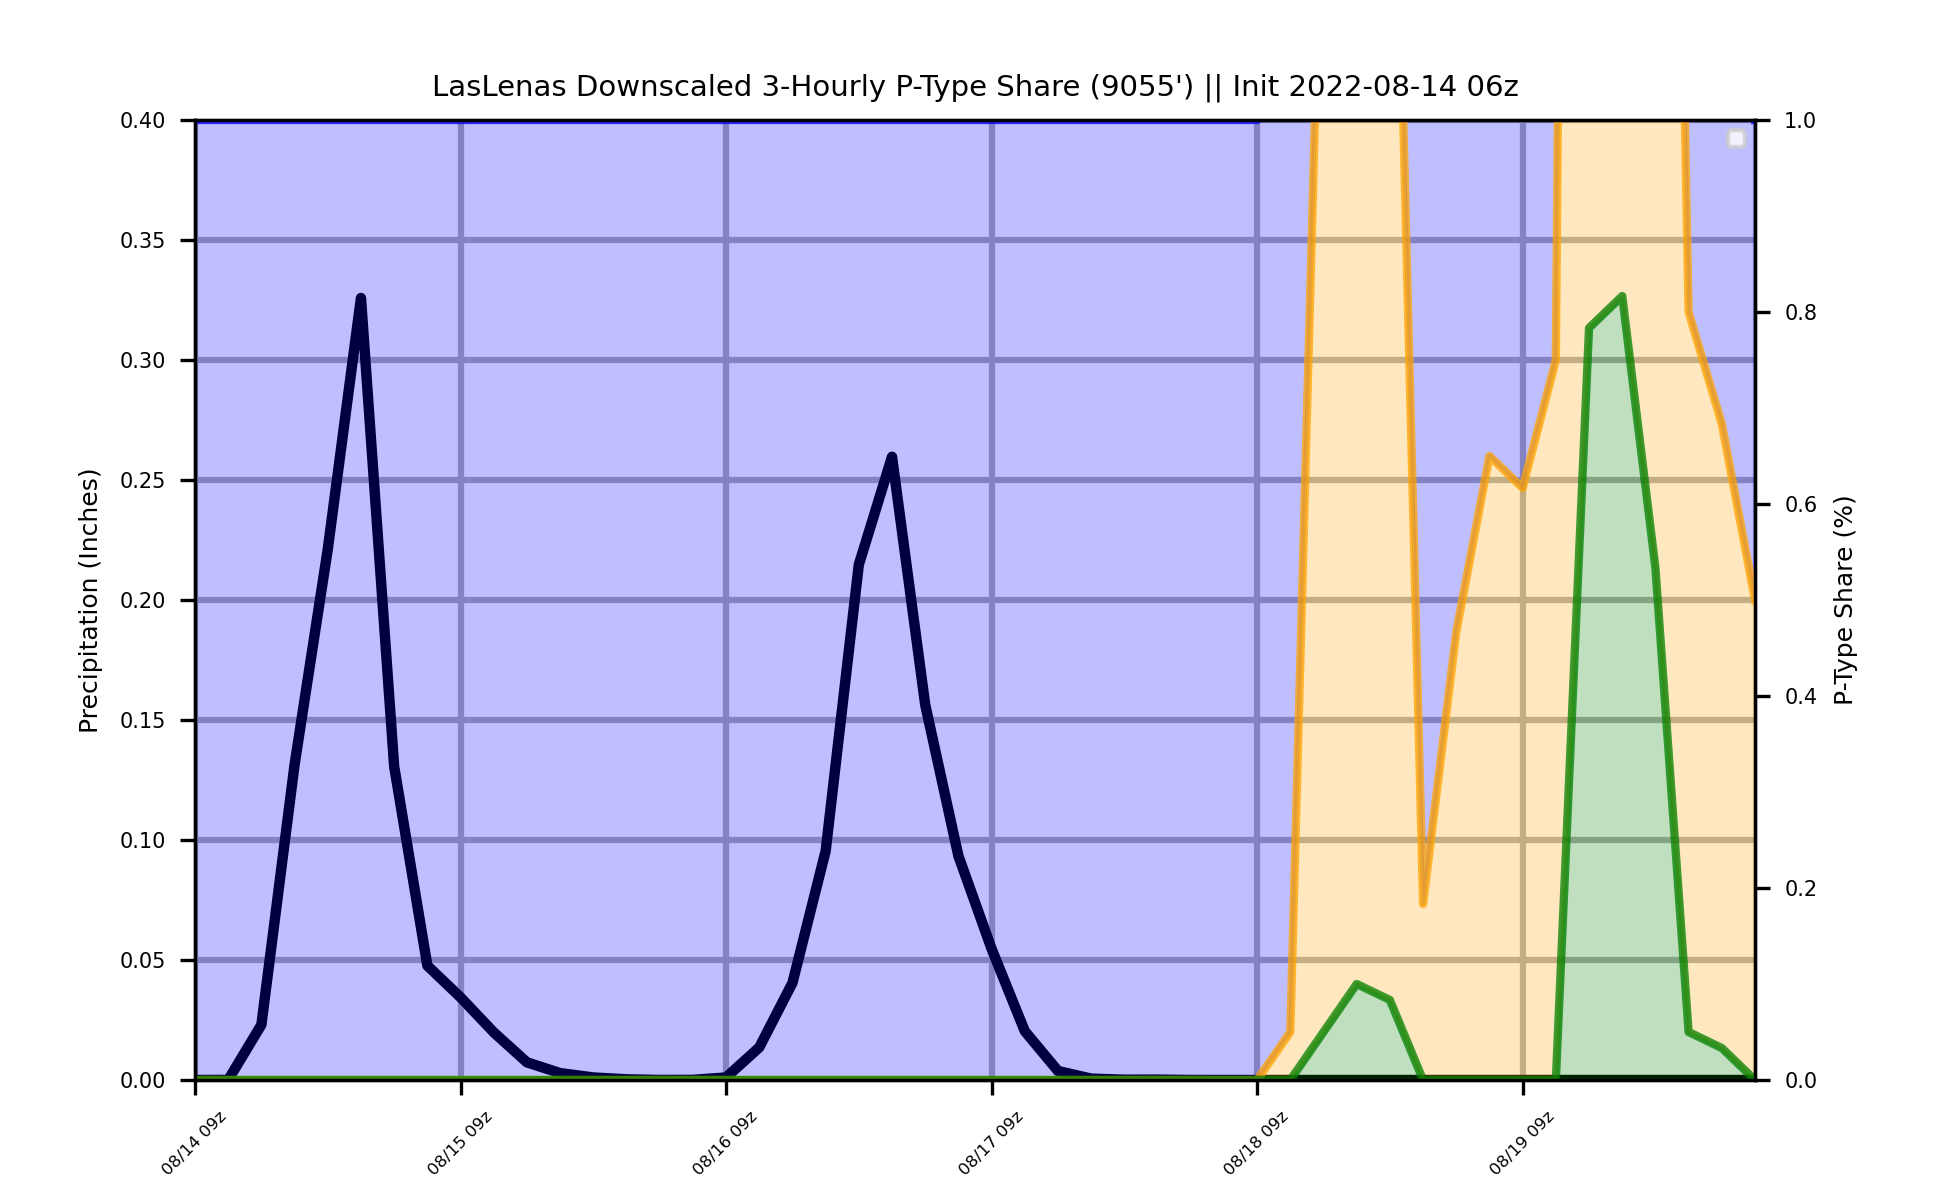 LasLenas Downscaled 3-Hourly P-Type Share (9055') || Init 2022-08-14 06z
0.40
0.35
0.30
0.25
0.20
0.15
0.10
0.05
0.00
Precipitation (Inches)
1.0
0.8
0.6
0.4
0.2
0.0
P-Type Share (%)
08/14 09z
08/15 09z
08/16 09z
08/17 09z
08/18 09z
08/19 09z